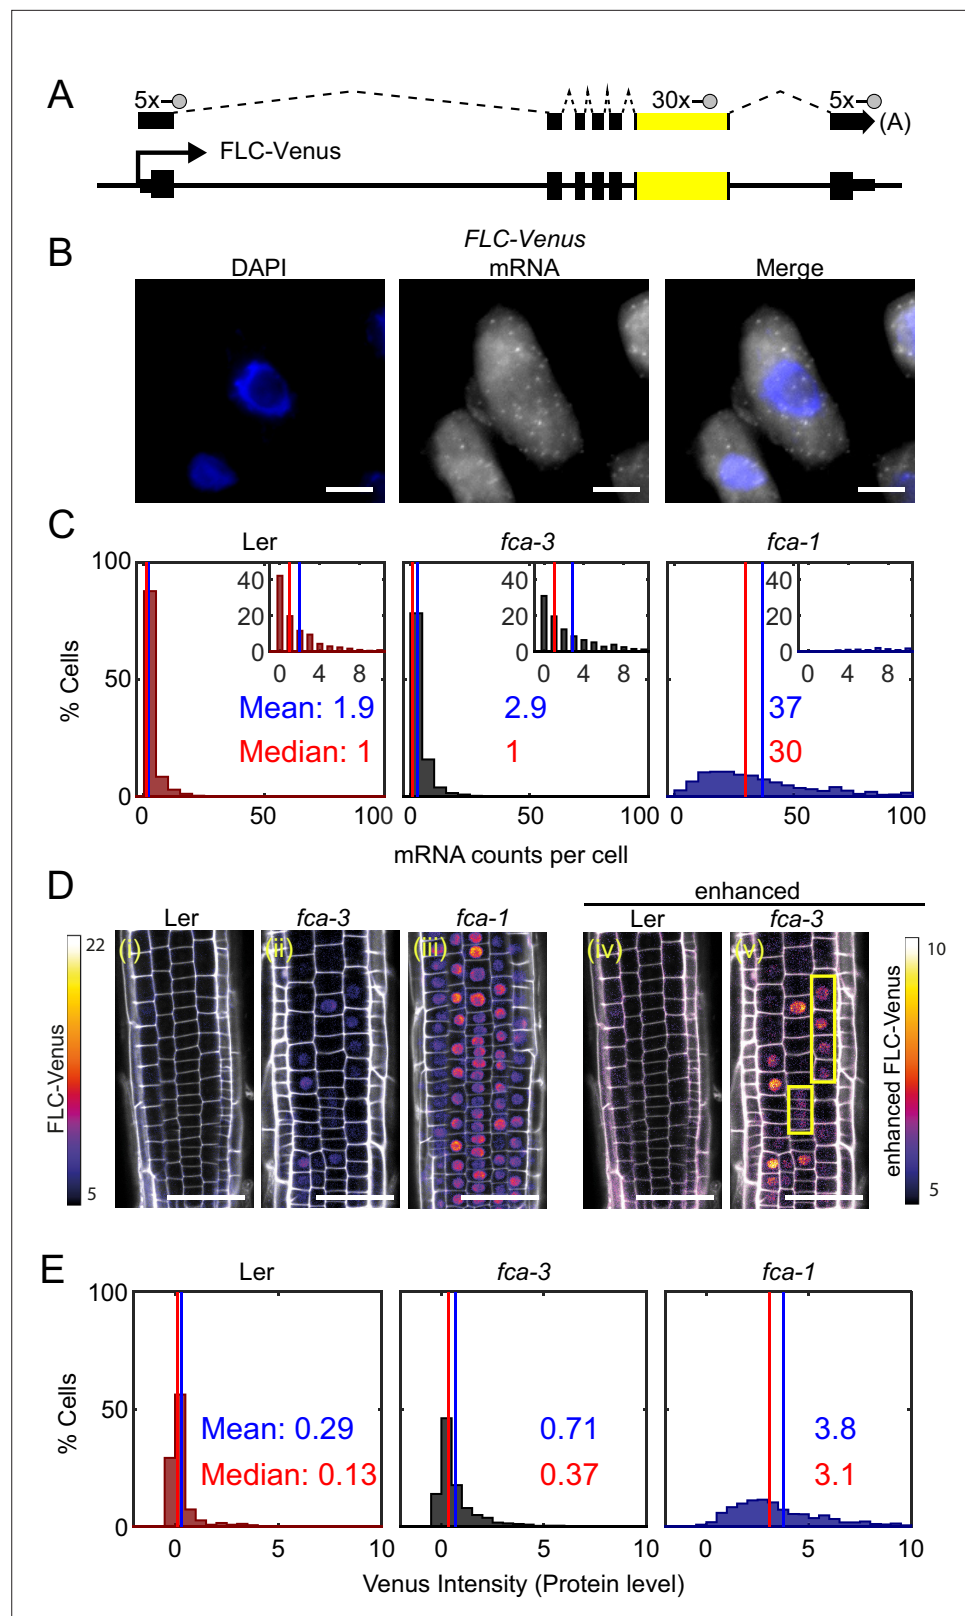 A
5x
30x
5x
(A)
FLC-Venus
B
FLC-Venus
DAPI
mRNA
Merge
C
Ler
fca-3
fca-1
100
50
0
% Cells
40
20
0
0 4 8
40
20
0
0 4 8
40
20
0
0 4 8
Mean: 1.9
Median: 1
2.9
1
37
30
0 50 100
0 50 100
0 50 100
mRNA counts per cell
D
enhanced
Ler
fca-3
fca-1
Ler
fca-3
(i)
(ii)
(iii)
(iv)
(v)
22
5
FLC-Venus
10
5
enhanced FLC-Venus
E
Ler
fca-3
fca-1
100
50
0
% Cells
Mean: 0.29
Median: 0.13
0.71
0.37
3.8
3.1
0 5 10
0 5 10
0 5 10
Venus Intensity (Protein level)